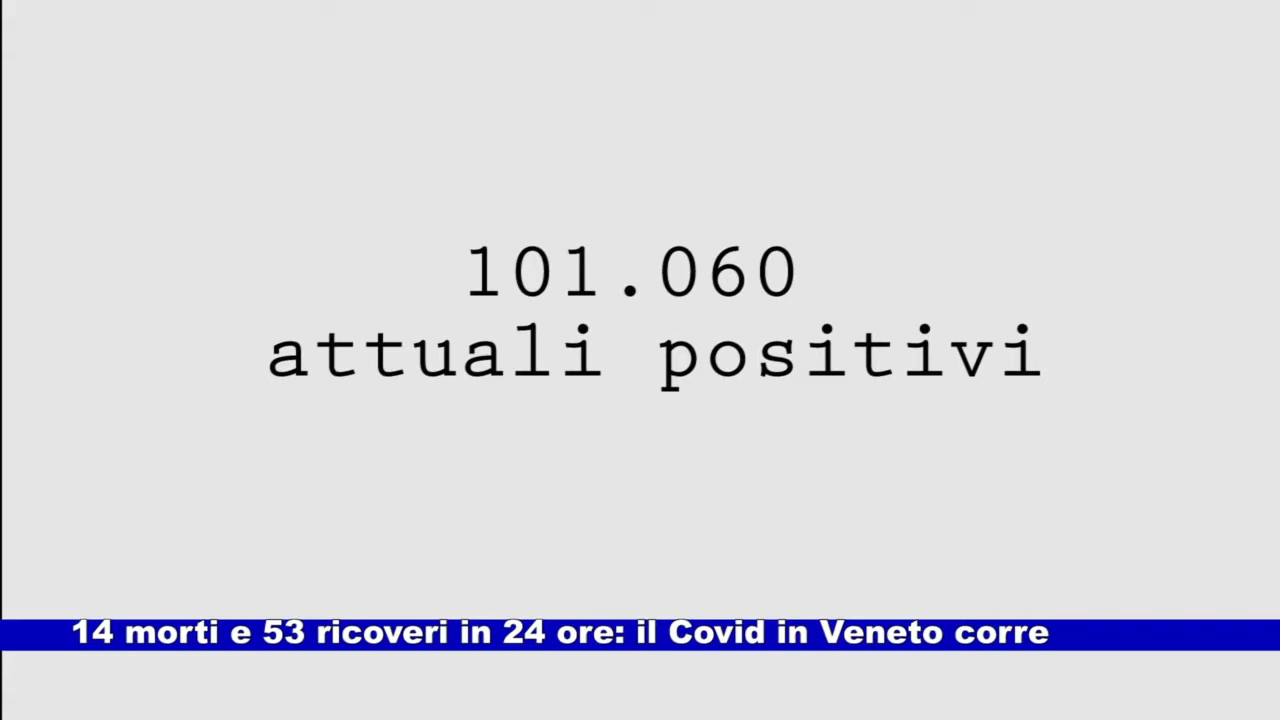 101.060
attuali positivi
14 morti e 53 ricoveri in 24 ore: il Covid in Veneto corre